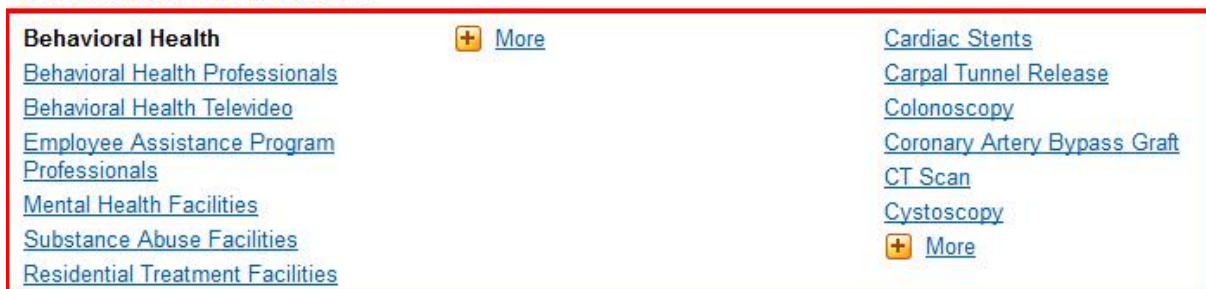 Behavioral Health
Behavioral Health Professionals
Behavioral Health Televideo
Employee Assistance Program
Professionals
Mental Health Facilities
Substance Abuse Facilities
Residential Treatment Facilities
More
Cardiac Stents
Carpal Tunnel Release
Colonoscopy
Coronary Artery Bypass Graft
CT Scan
Cystoscopy
More